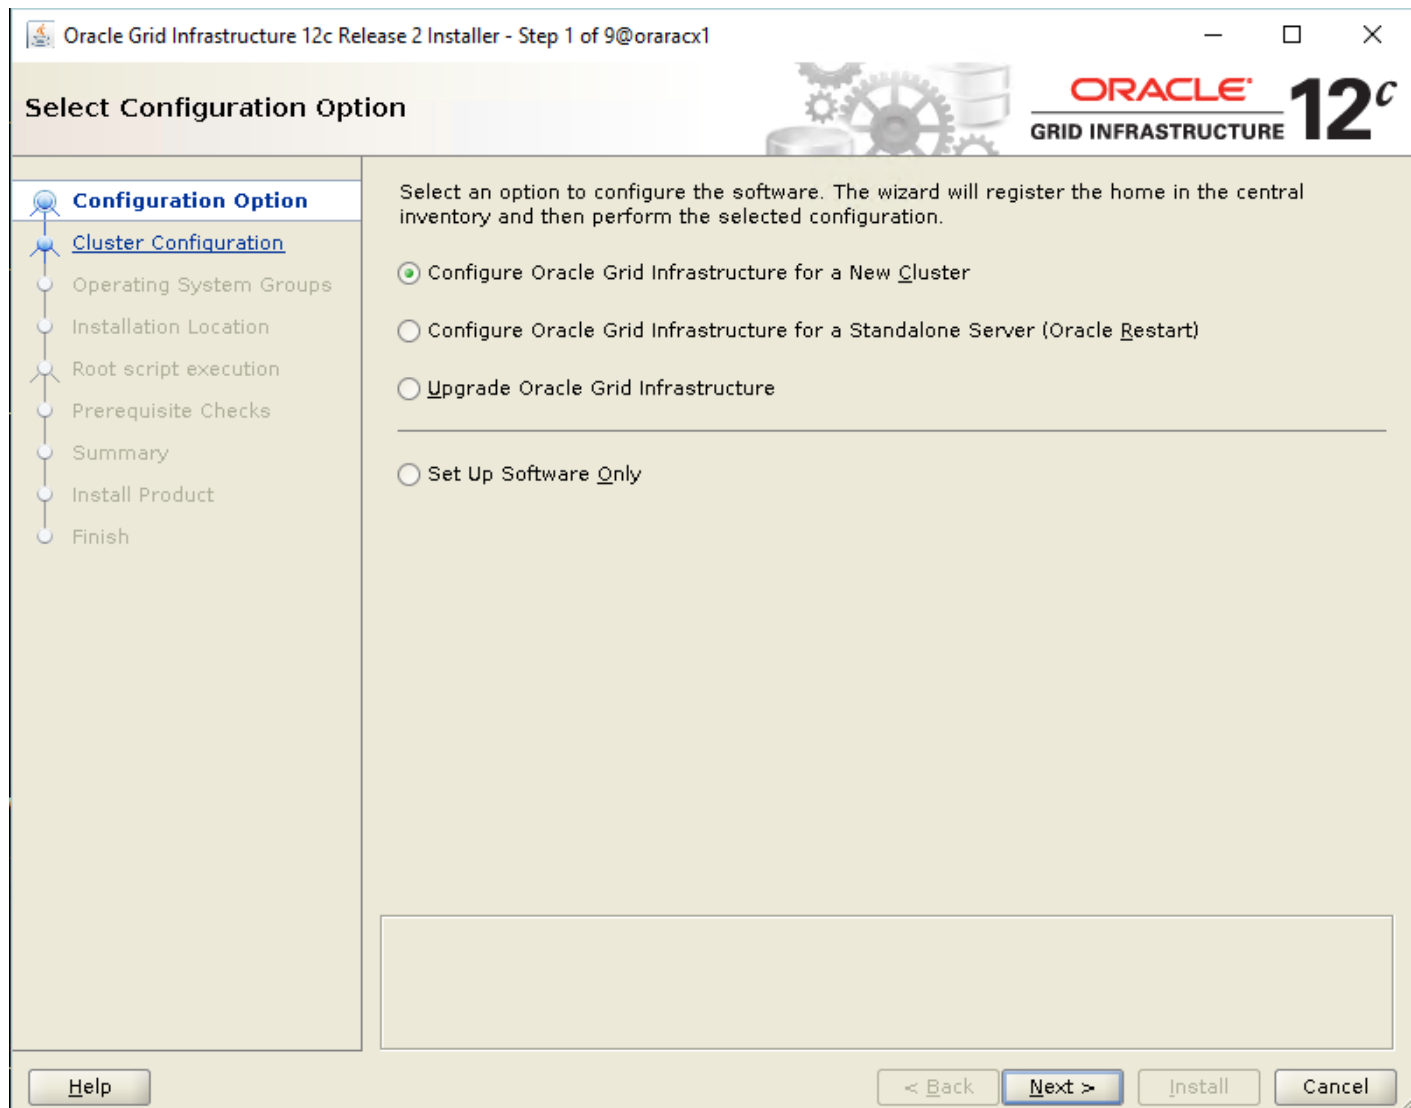 Oracle Grid Infrastructure 12c Release 2 Installer - Step 1 of 9@oraracx1
Select Configuration Option
ORACLE
GRID INFRASTRUCTURE
12c
Configuration Option
Cluster Configuration
Operating System Groups
Installation Location
Root script execution
Prerequisite Checks
Summary
Install Product
Finish
Select an option to configure the software. The wizard will register the home in the central
inventory and then perform the selected configuration.
Configure Oracle Grid Infrastructure for a New Cluster
Configure Oracle Grid Infrastructure for a Standalone Server (Oracle Restart)
Upgrade Oracle Grid Infrastructure
Set Up Software Only
Help
< Back
Next >
Install
Cancel